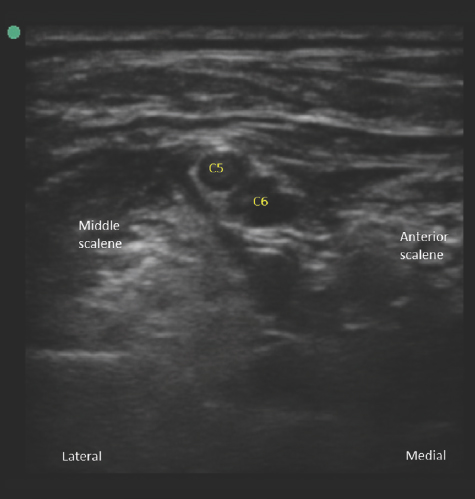 C5
C6
Middle
scalene
Anterior
scalene
Lateral
Medial